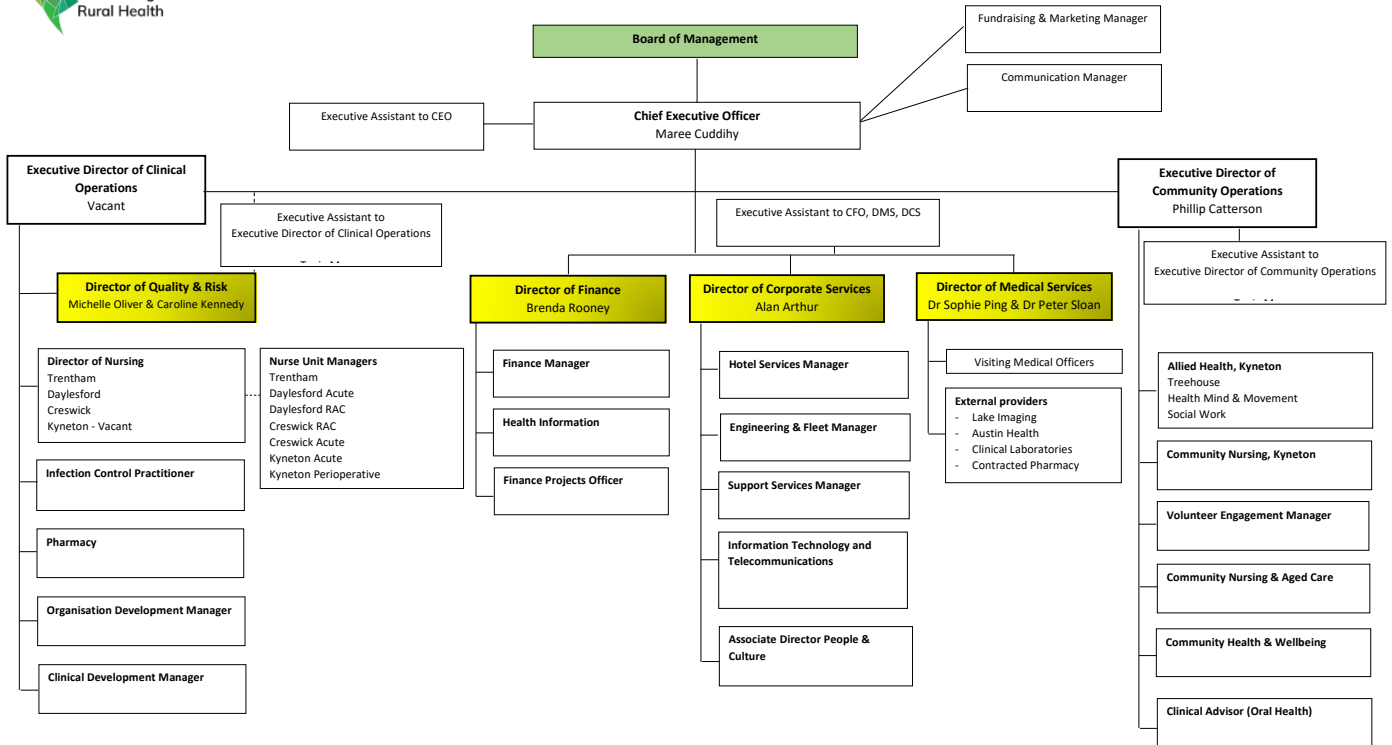 Rural Health
Board of Management
Fundraising & Marketing Manager
Communication Manager
Executive Assistant to CEO
Chief Executive Officer
Maree Cuddihy
Executive Director of Clinical
Operations
Vacant
Executive Director of
Community Operations
Phillip Catterson
Executive Assistant to
Executive Director of Clinical Operations
Executive Assistant to CFO, DMS, DCS
Executive Assistant to
Executive Director of Community Operations
Director of Quality & Risk
Michelle Oliver & Caroline Kennedy
Director of Finance
Brenda Rooney
Director of Corporate Services
Alan Arthur
Director of Medical Services
Dr Sophie Ping & Dr Peter Sloan
Director of Nursing
Trentham
Daylesford
Creswick
Kyneton - Vacant
Infection Control Practitioner
Pharmacy
Organisation Development Manager
Clinical Development Manager
Nurse Unit Managers
Trentham
Daylesford Acute
Daylesford RAC
Creswick RAC
Creswick Acute
Kyneton Acute
Kyneton Perioperative
Finance Manager
Health Information
Finance Projects Officer
Hotel Services Manager
Engineering & Fleet Manager
Support Services Manager
Information Technology and
Telecommunications
Associate Director People &
Culture
Visiting Medical Officers
External providers
- Lake Imaging
- Austin Health
- Clinical Laboratories
- Contracted Pharmacy
Allied Health, Kyneton
Treehouse
Health Mind & Movement
Social Work
Community Nursing, Kyneton
Volunteer Engagement Manager
Community Nursing & Aged Care
Community Health & Wellbeing
Clinical Advisor (Oral Health)